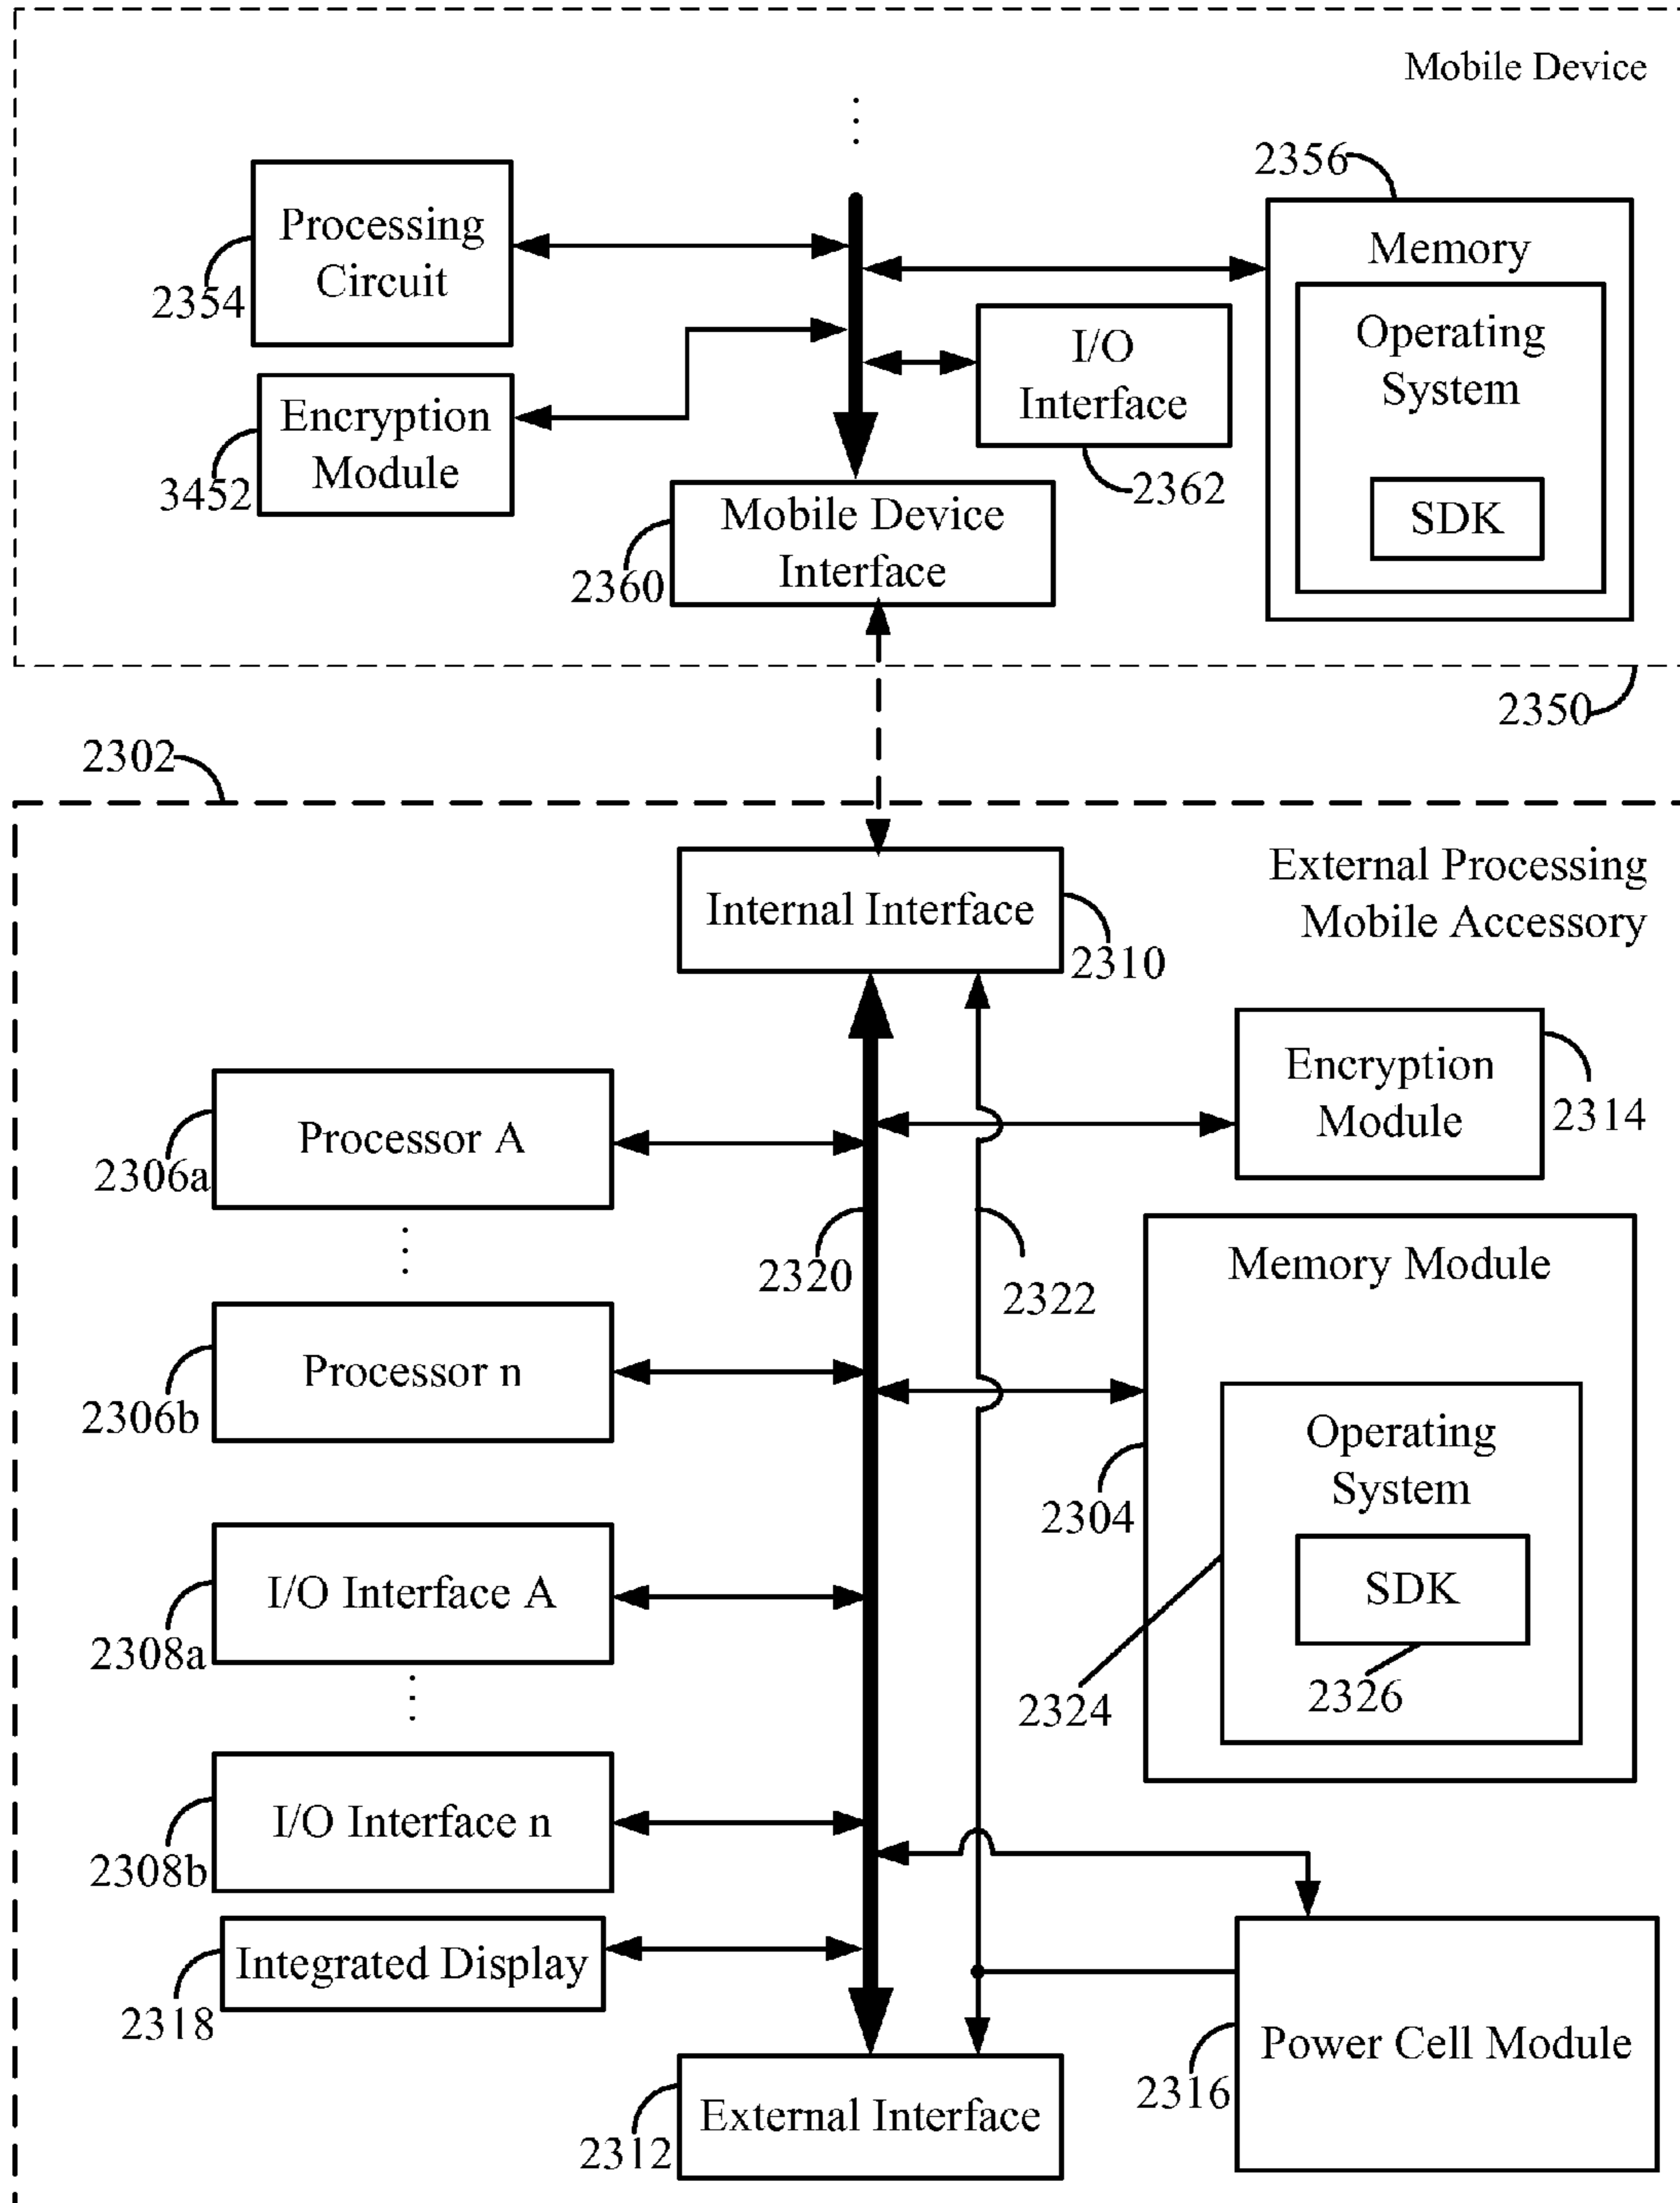 Mobile Device
2356
Processing
Circuit
2354
Memory
Operating
System
SDK
I/O
Interface
2362
Encryption
Module
3452
Mobile Device
Interface
2360
2350
2302
External Processing
Mobile Accessory
Internal Interface
2310
Encryption
Module
2314
Processor A
2306a
2320
2322
Memory Module
Processor n
2306b
Operating
System
2304
SDK
I/O Interface A
2308a
2324
2326
I/O Interface n
2308b
Integrated Display
2318
Power Cell Module
2316
External Interface
2312